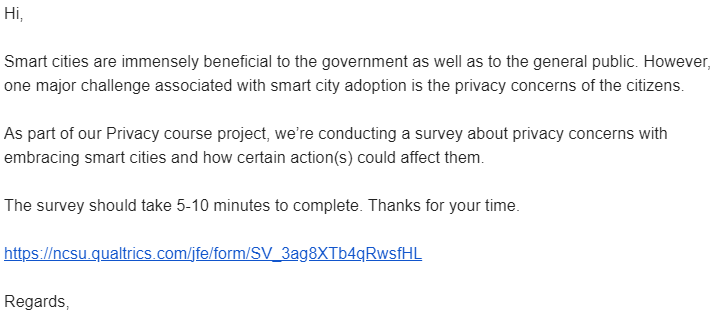 Hi,
Smart cities are immensely beneficial to the government as well as to the general public. However,
one major challenge associated with smart city adoption is the privacy concerns of the citizens.
As part of our Privacy course project, we’re conducting a survey about privacy concerns with
embracing smart cities and how certain action(s) could affect them.
The survey should take 5-10 minutes to complete. Thanks for your time.
https://ncsu.qualtrics.com/jfe/form/SV_3ag8XTb4qRwsfHL
Regards,